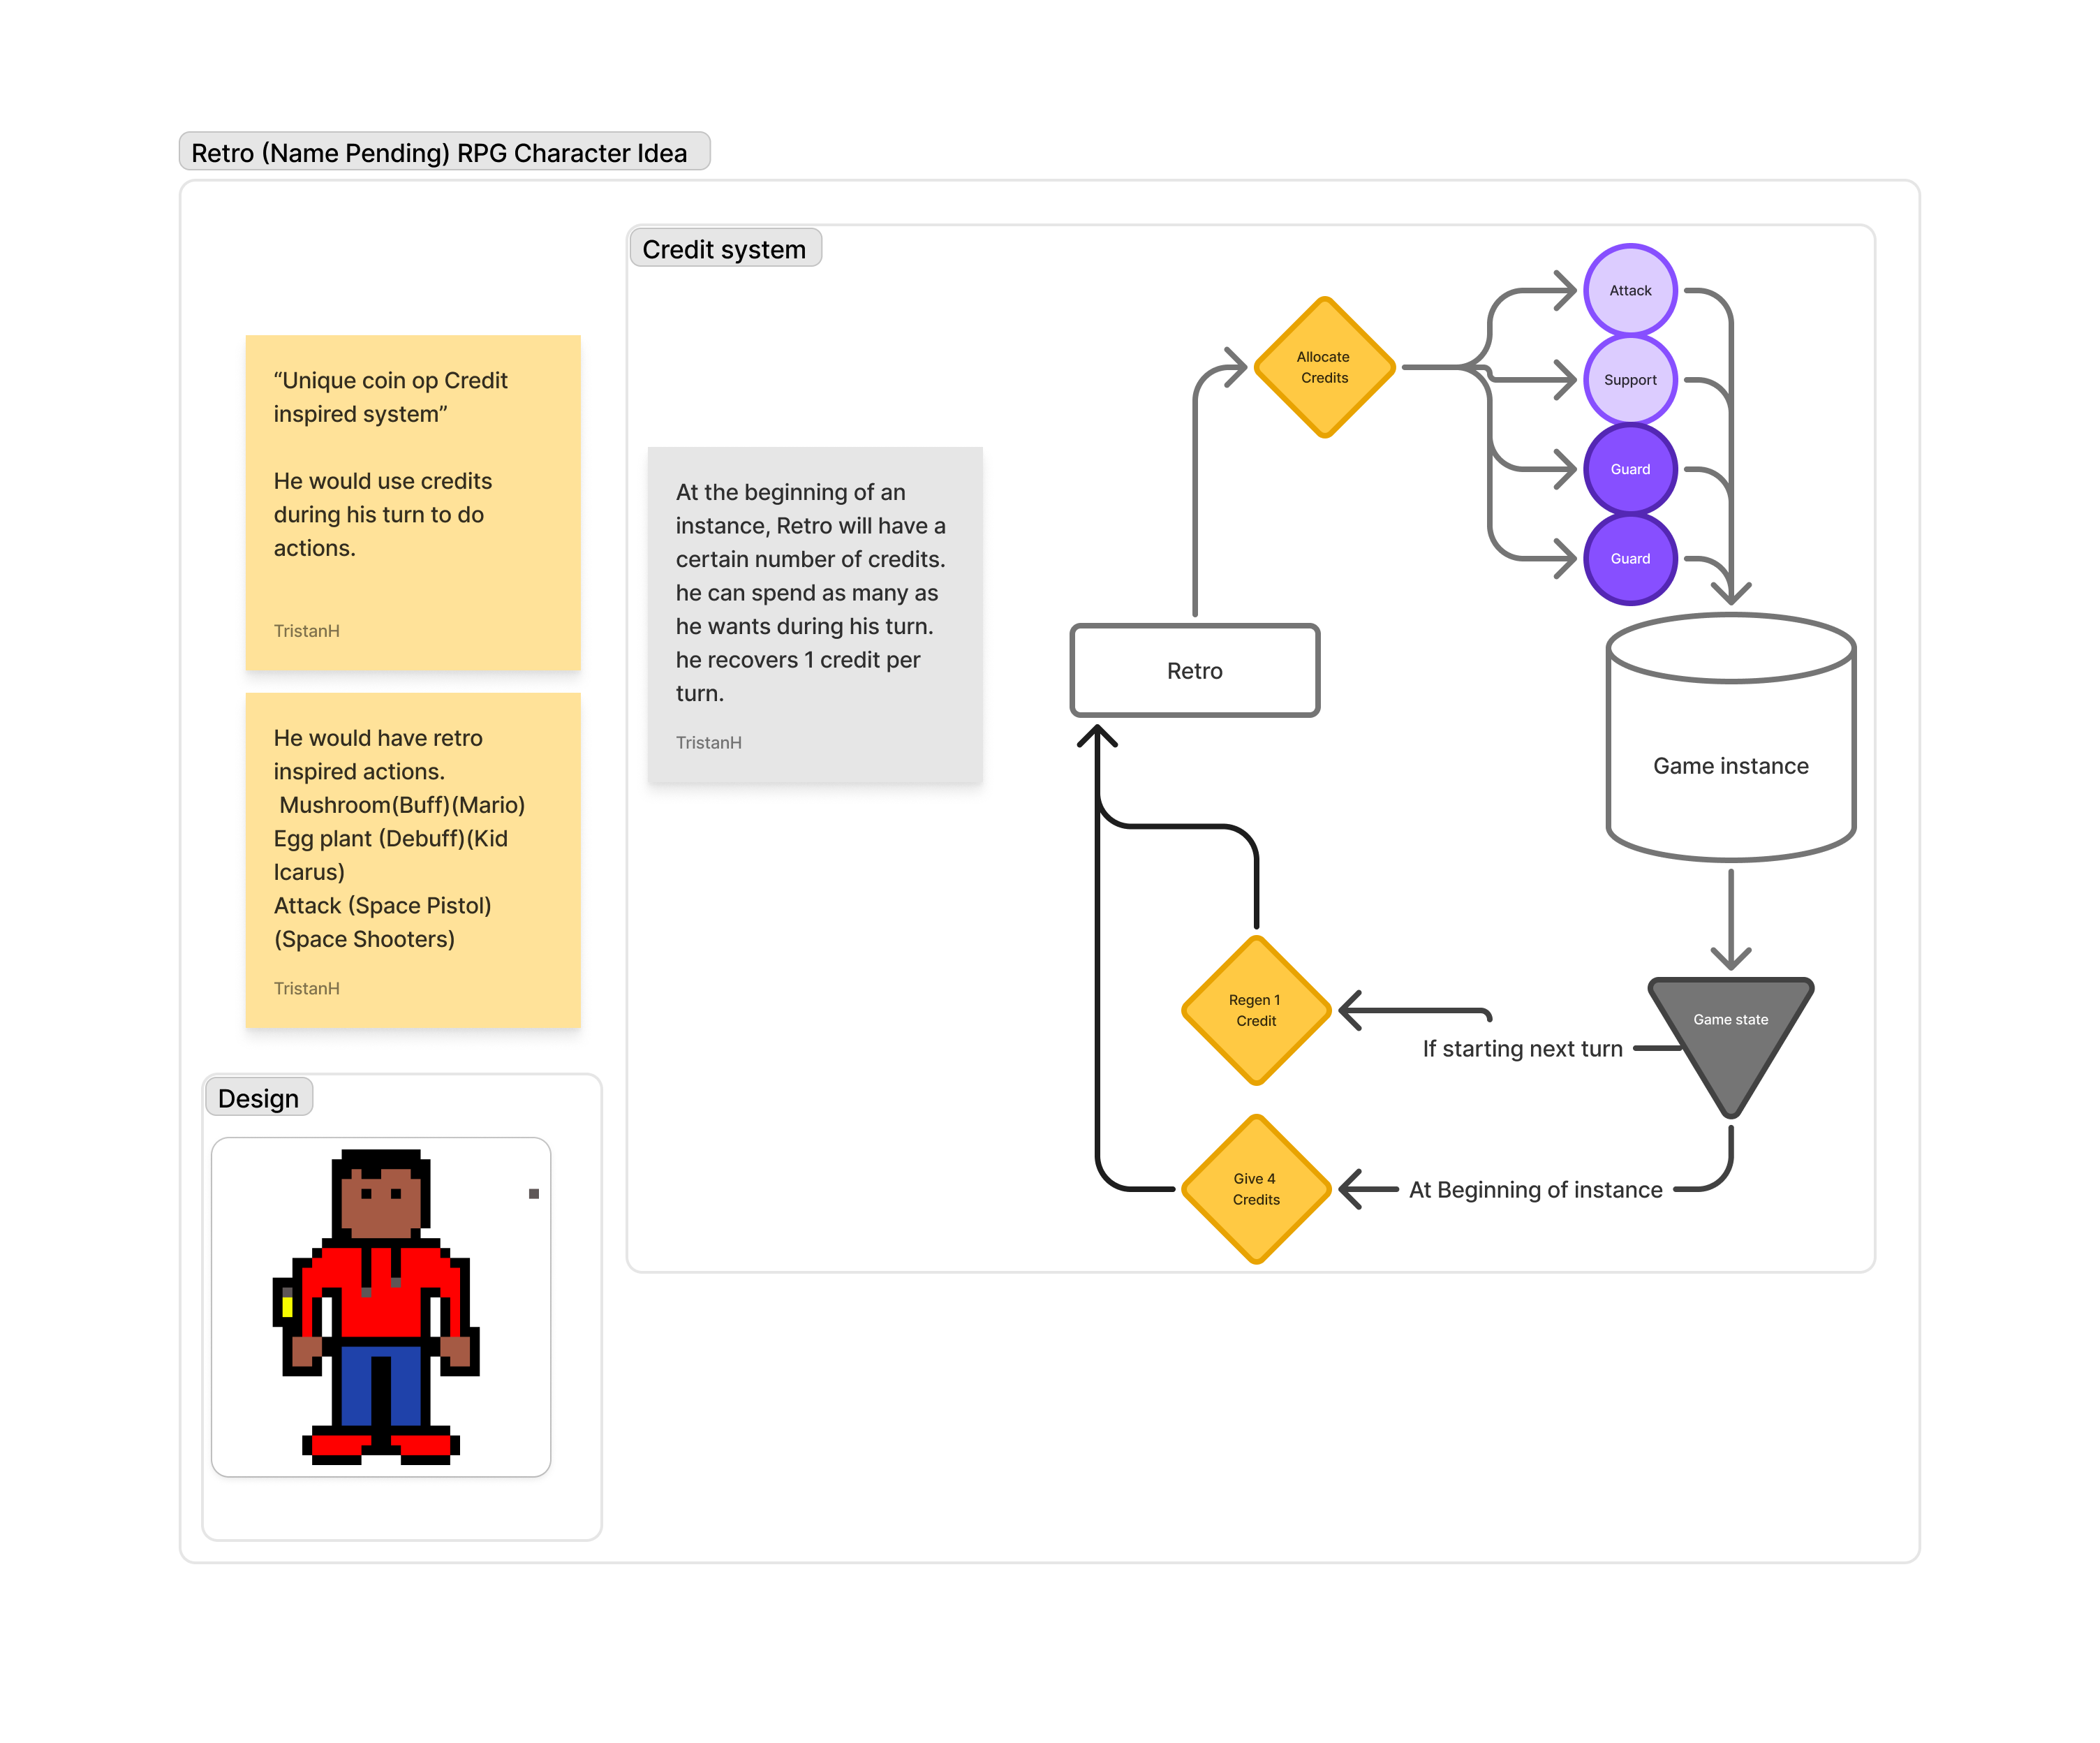 Retro (Name Pending) RPG Character Idea
“Unique coin op Credit
inspired system”
He would use credits
during his turn to do
actions.
TristanH
He would have retro
inspired actions.
Mushroom(Buff)(Mario)
Egg plant (Debuff)(Kid
Icarus)
Attack (Space Pistol)
(Space Shooters)
TristanH
Design
Credit system
At the beginning of an
instance, Retro will have a
certain number of credits.
he can spend as many as
he wants during his turn.
he recovers 1 credit per
turn.
TristanH
Retro
Allocate
Credits
Attack
Support
Guard
Guard
Game instance
Game state
If starting next turn
Regen 1
Credit
At Beginning of instance
Give 4
Credits